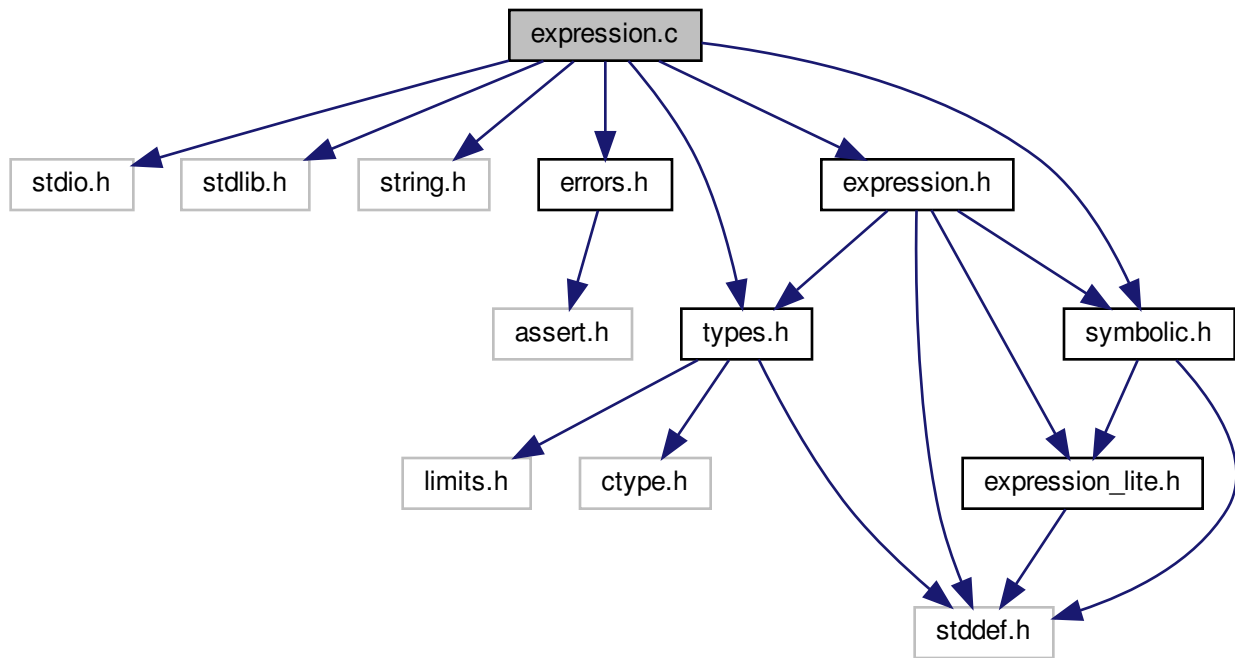 expression.c
stdio.h
stdlib.h
string.h
errors.h
expression.h
assert.h
types.h
symbolic.h
limits.h
ctype.h
expression_lite.h
stddef.h